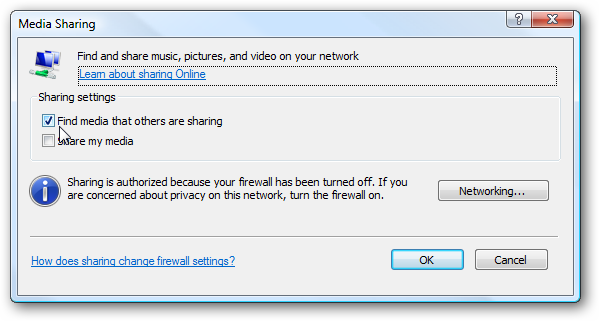 Media Sharing
Find and share music, pictures, and video on your network
Learn about sharing Online
Sharing settings
Find media that others are sharing
Share my media
Sharing is authorized because your firewall has been turned off. If you
are concerned about privacy on this network, turn the firewall on.
Networking...
How does sharing change firewall settings?
OK
Cancel